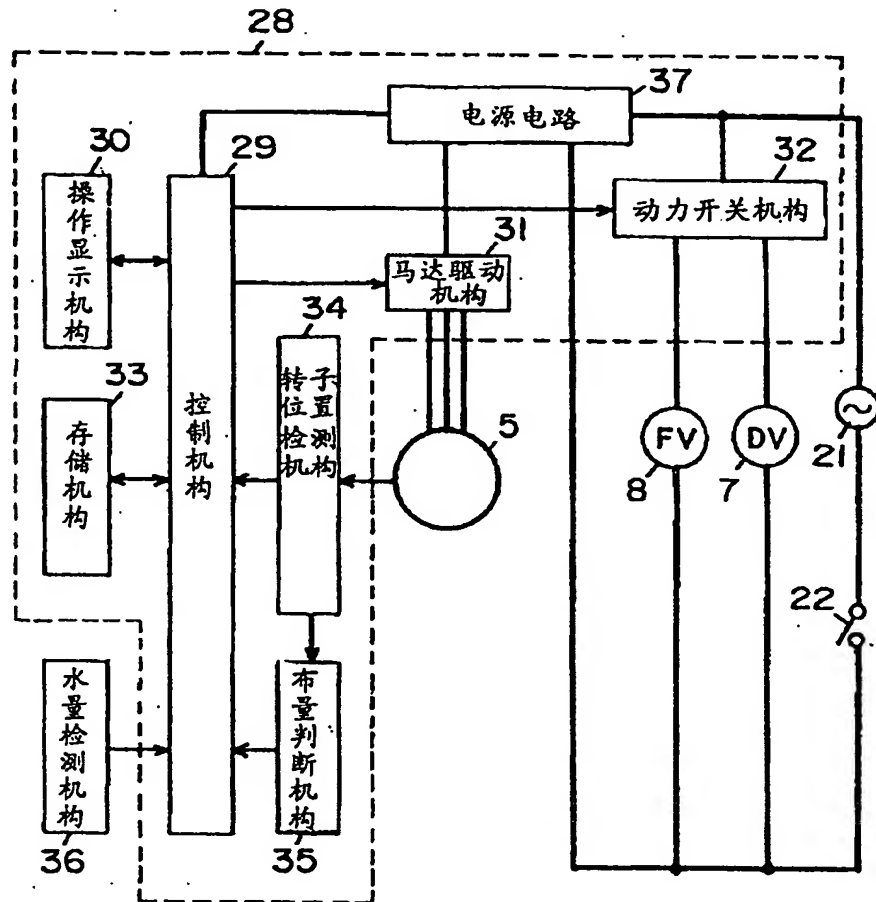 28
37
电源电路
30
29
32
操作显示机构
动力开关机构
31
马达驱动
机构
34
33
转子
位置
检测
机构
5
存储机构
控制机构
FV
DV
8
7
21
22
水量检测机构
布量判断机构
36
35